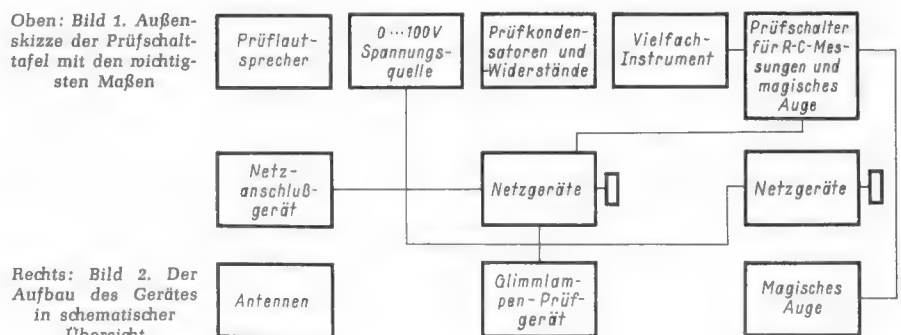 Oben: Bild 1. Außen-
skizze der Prüfschalt-
tafel mit den wichtig-
sten Maßen
Prüflaut-
sprecher
0···100V
Spannungs-
quelle
Prüfkonden-
satoren und
Widerstände
Vielfach-
Instrument
Prüfschalter
für R-C-Mes-
sungen und
magisches
Auge
Netz-
anschluß-
gerät
Netzgeräte
Netzgeräte
Rechts: Bild 2. Der
Aufbau des Gerätes
in schematischer
Übersicht
Antennen
Glimmlam-
pen-Prüf-
gerät
Magisches
Auge